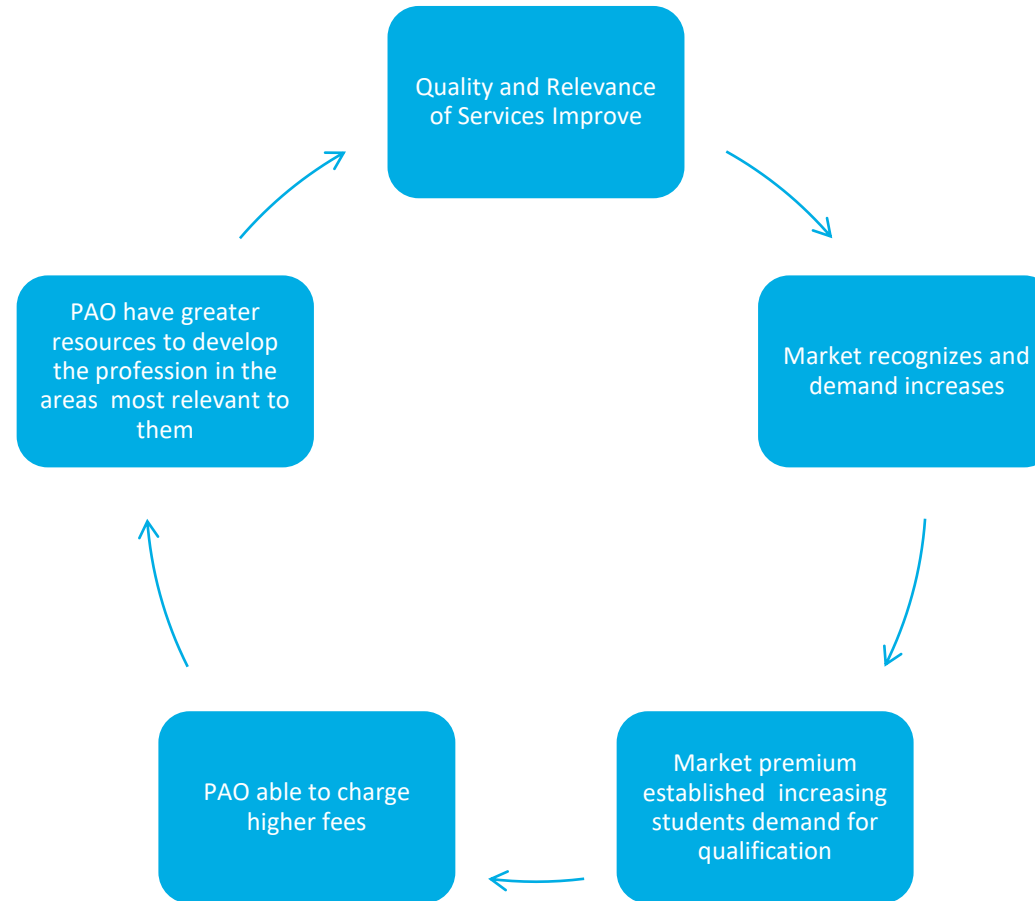 Quality and Relevance
of Services Improve
Market recognizes and
demand increases
Market premium
established  increasing
students demand for
qualification
PAO able to charge
higher fees
PAO have greater
resources to develop
the profession in the
areas  most relevant to
them